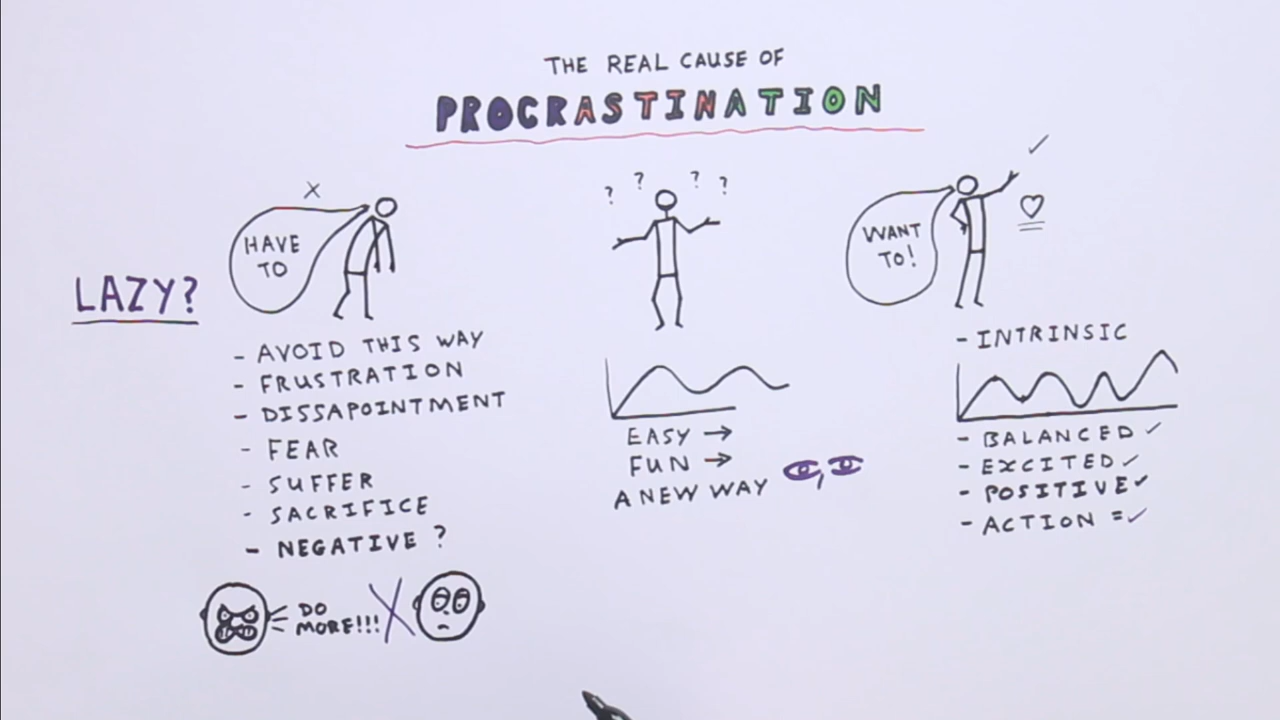 THE REAL CAUSE OF
PROCRASTINATION
LAZY?
X
HAVE
TO
- AVOID THIS WAY
- FRUSTRATION
- DISSAPOINTMENT
- FEAR
- SUFFER
- SACRIFICE
- NEGATIVE ?
DO
MORE!!!
? ? ? ?
EASY →
FUN →
A NEW WAY
✓
WANT
TO!
- INTRINSIC
- BALANCED ✓
- EXCITED ✓
- POSITIVE ✓
- ACTION = ✓